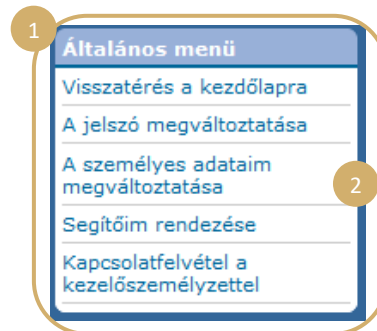 1
Általános menü
Visszatérés a kezdőlapra
A jelszó megváltoztatása
A személyes adataim
megváltoztatása
2
Segítőim rendezése
Kapcsolatfelvétel a
kezelőszemélyzettel